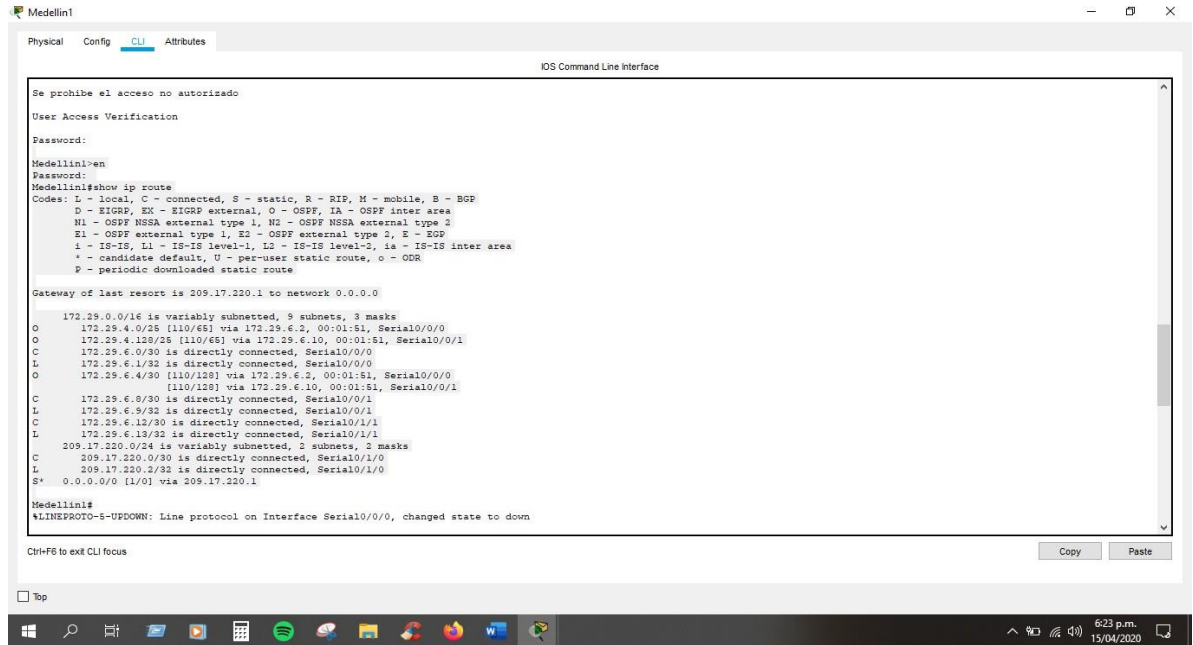 Medellin1
Physical Config CLI Attributes
IOS Command Line Interface
Se prohibe el acceso no autorizado
User Access Verification
Password:
Medellin1>en
Password:
Medellin1#show ip route
Codes: L - local, C - connected, S - static, R - RIP, M - mobile, B - BGP
D - EIGRP, EX - EIGRP external, O - OSPF, IA - OSPF inter area
N1 - OSPF NSSA external type 1, N2 - OSPF NSSA external type 2
E1 - OSPF external type 1, E2 - OSPF external type 2, E - EGP
i - IS-IS, L1 - IS-IS level-1, L2 - IS-IS level-2, ia - IS-IS inter area
* - candidate default, U - per-user static route, o - ODR
P - periodic downloaded static route
Gateway of last resort is 209.17.220.1 to network 0.0.0.0
172.29.0.0/16 is variably subnetted, 9 subnets, 3 masks
O 172.29.4.0/25 [110/65] via 172.29.6.2, 00:01:51, Serial0/0/0
O 172.29.4.128/25 [110/65] via 172.29.6.10, 00:01:51, Serial0/0/1
C 172.29.6.0/30 is directly connected, Serial0/0/0
L 172.29.6.1/32 is directly connected, Serial0/0/0
O 172.29.6.4/30 [110/128] via 172.29.6.2, 00:01:51, Serial0/0/0
[110/128] via 172.29.6.10, 00:01:51, Serial0/0/1
C 172.29.6.8/30 is directly connected, Serial0/0/1
L 172.29.6.9/32 is directly connected, Serial0/0/1
C 172.29.6.12/30 is directly connected, Serial0/1/1
L 172.29.6.13/32 is directly connected, Serial0/1/1
209.17.220.0/24 is variably subnetted, 2 subnets, 2 masks
C 209.17.220.0/30 is directly connected, Serial0/1/0
L 209.17.220.2/32 is directly connected, Serial0/1/0
S* 0.0.0.0/0 [1/0] via 209.17.220.1
Medellin1#
%LINEPROTO-5-UPDOWN: Line protocol on Interface Serial0/0/0, changed state to down
Ctrl+F6 to exit CLI focus
Copy Paste
Top
6:23 p.m.
15/04/2020